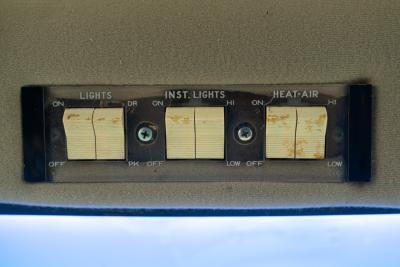 LIGHTS INST. LIGHTS HEAT-AIR
ON DR ON HI ON HI
OFF PK OFF LOW OFF LOW